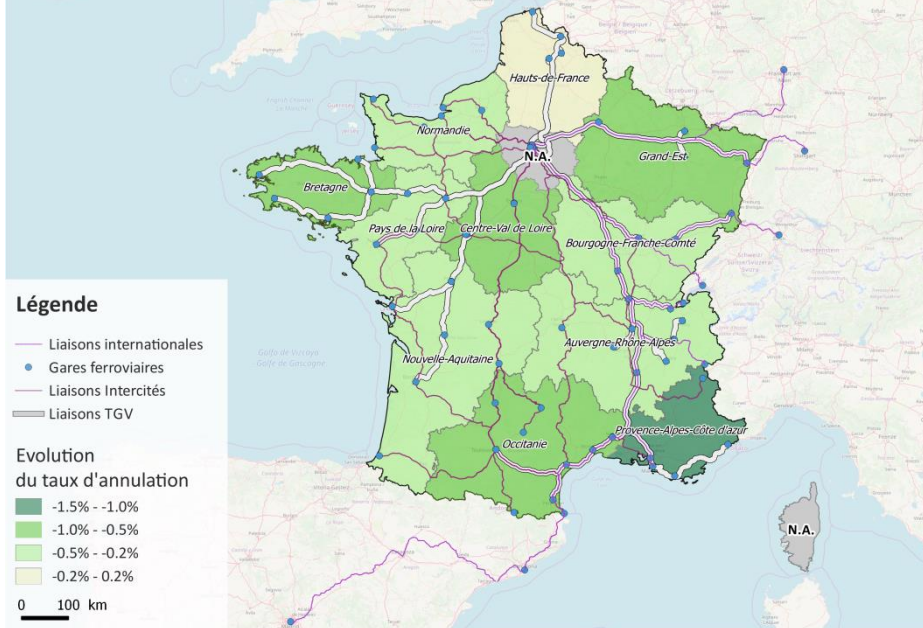 Hauts-de-France
Normandie
N.A.
Grand-Est
Bretagne
Pays de la Loire
Centre-Val de Loire
Bourgogne-Franche-Comté
Légende
Liaisons internationales
Gares ferroviaires
Liaisons Intercités
Liaisons TGV
Evolution
du taux d'annulation
-1.5% - -1.0%
-1.0% - -0.5%
-0.5% - -0.2%
-0.2% - 0.2%
0 100 km
Nouvelle-Aquitaine
Auvergne-Rhône-Alpes
Occitanie
Provence-Alpes-Côte d'azur
N.A.